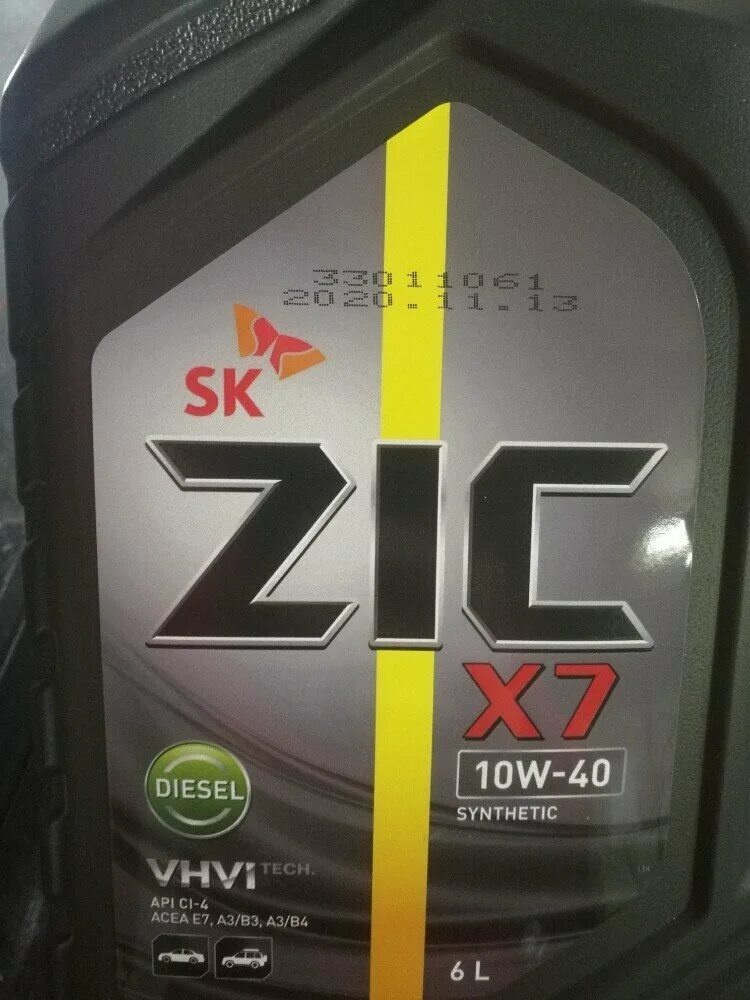 33011061
2020.11.13
SK
ZIC
X7
10W-40
SYNTHETIC
DIESEL
VHVI TECH.
API CI-4
ACEA E7, A3/B3, A3/B4
6 L